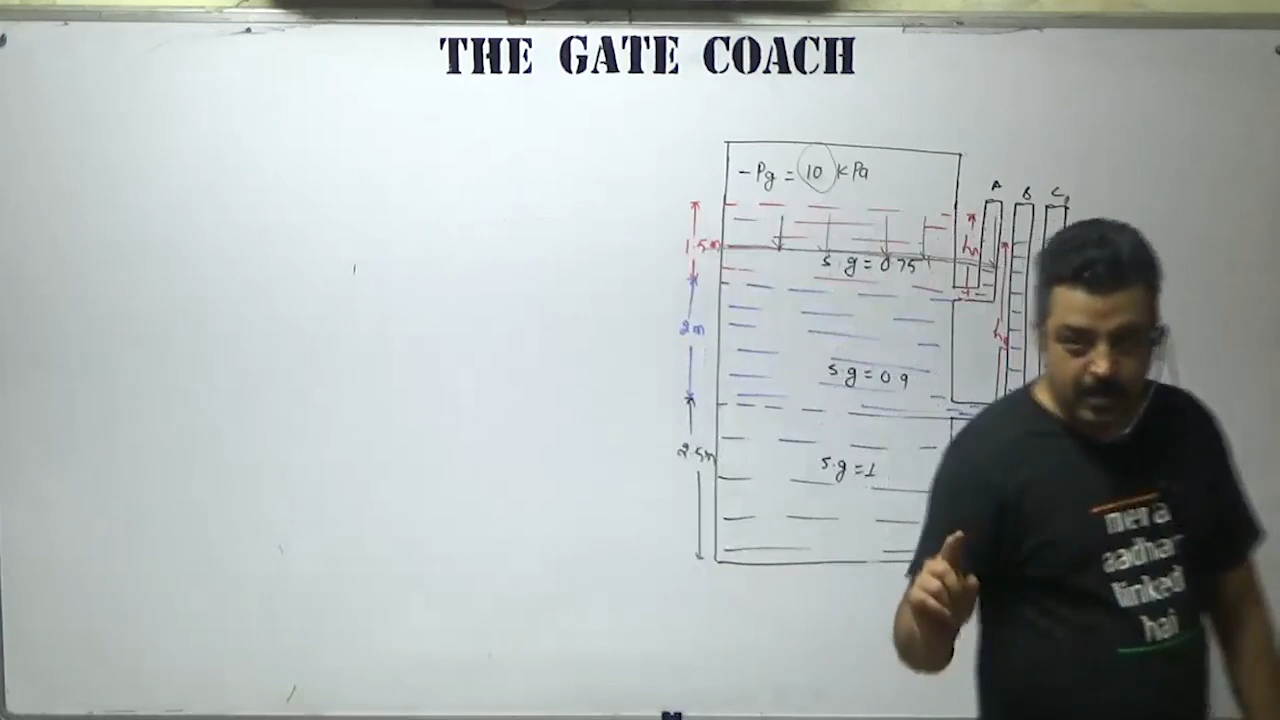 THE GATE COACH
- Pg = 10 kPa
A B C
1.5m
h
S.g = 0.75
2m
h
S.g = 0.9
2.5m
S.g = 1
mera
aadhar
linked
hai